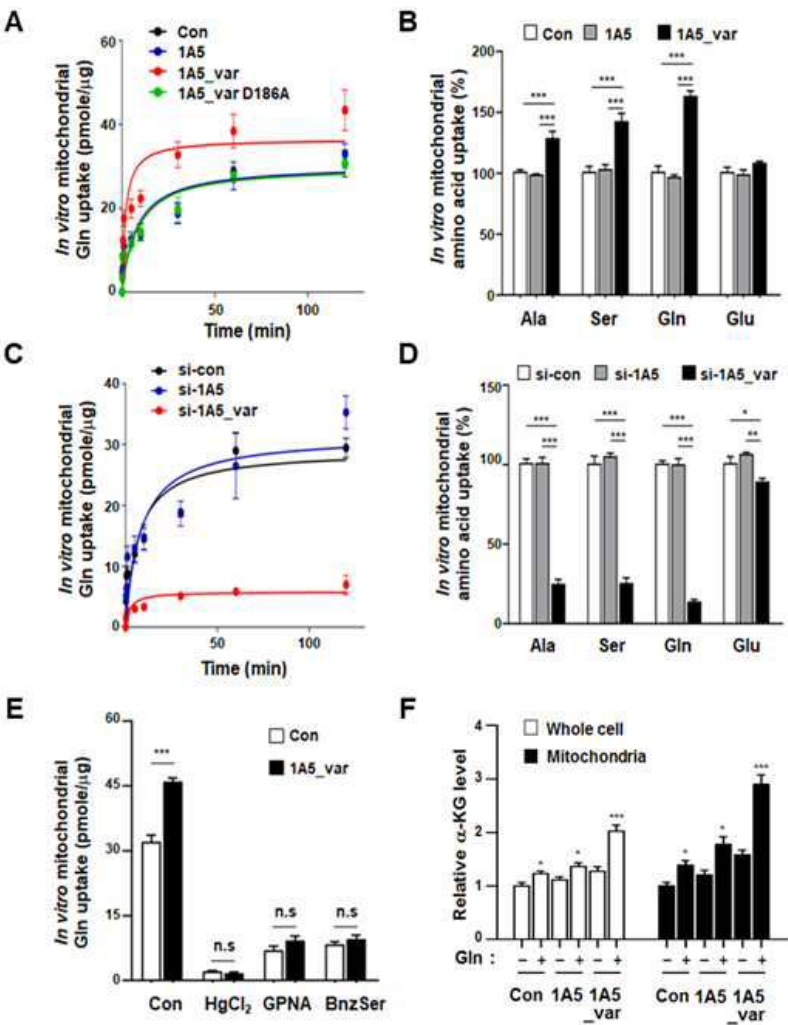 A
Con
1A5
1A5_var
1A5_var D186A
In vitro mitochondrial
Gln uptake (pmole/μg)
60
40
20
0
50
100
Time (min)
B
Con
1A5
1A5_var
In vitro mitochondrial
amino acid uptake (%)
200
150
100
50
0
***
***
***
***
***
***
Ala
Ser
Gln
Glu
C
si-con
si-1A5
si-1A5_var
In vitro mitochondrial
Gln uptake (pmole/μg)
40
30
20
10
0
50
100
Time (min)
D
si-con
si-1A5
si-1A5_var
In vitro mitochondrial
amino acid uptake (%)
150
100
50
0
***
***
***
***
***
***
*
**
Ala
Ser
Gln
Glu
E
Con
1A5_var
In vitro mitochondrial
Gln uptake (pmole/μg)
60
45
30
15
0
***
n.s
n.s
n.s
Con
HgCl₂
GPNA
BnzSer
F
Whole cell
Mitochondria
Relative α-KG level
4
3
2
1
0
*
*
***
*
*
***
Gln : − + − + − + − + − + − +
Con 1A5 1A5 Con 1A5 1A5
_var _var